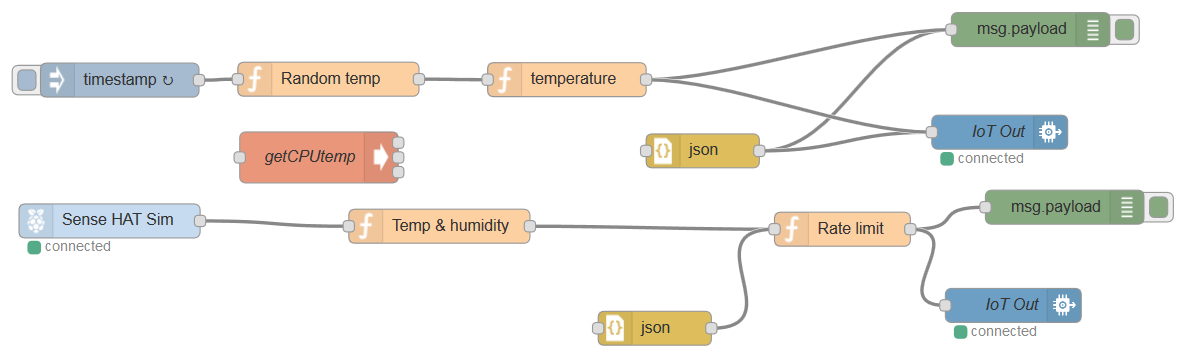 msg.payload
timestamp ↻
Random temp
temperature
IoT Out
connected
json
getCPUtemp
Sense HAT Sim
connected
Temp & humidity
Rate limit
msg.payload
IoT Out
connected
json